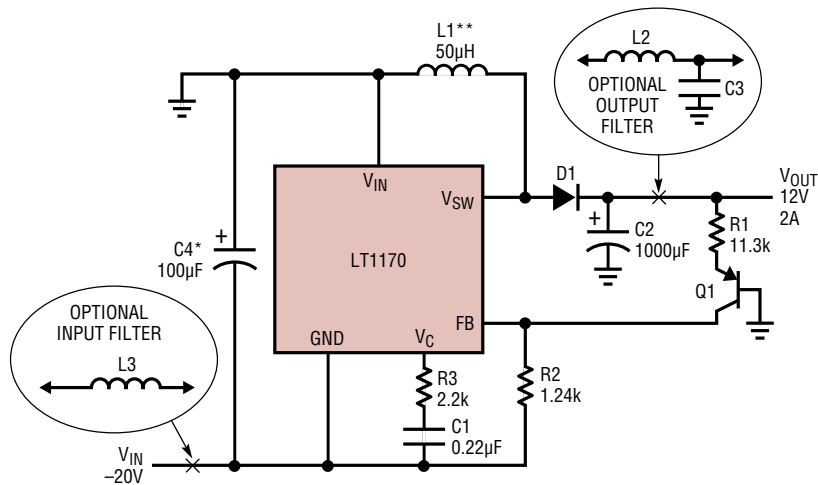 L1**
50µH
L2
C3
OPTIONAL
OUTPUT
FILTER
VIN
VSW
D1
VOUT
12V
2A
C4*
100µF
+
LT1170
+
C2
1000µF
R1
11.3k
Q1
OPTIONAL
INPUT FILTER
L3
GND
VC
FB
R3
2.2k
R2
1.24k
C1
0.22µF
VIN
–20V